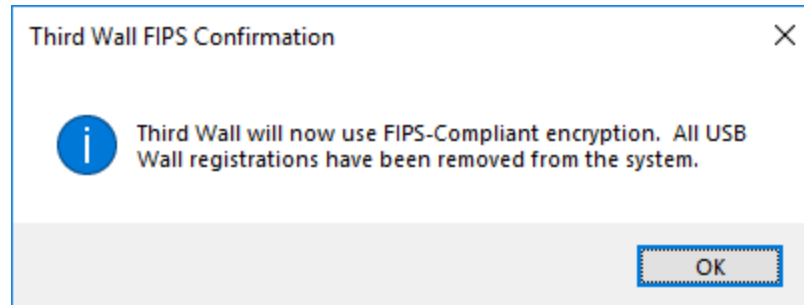 Third Wall FIPS Confirmation
Third Wall will now use FIPS-Compliant encryption.  All USB
Wall registrations have been removed from the system.
OK